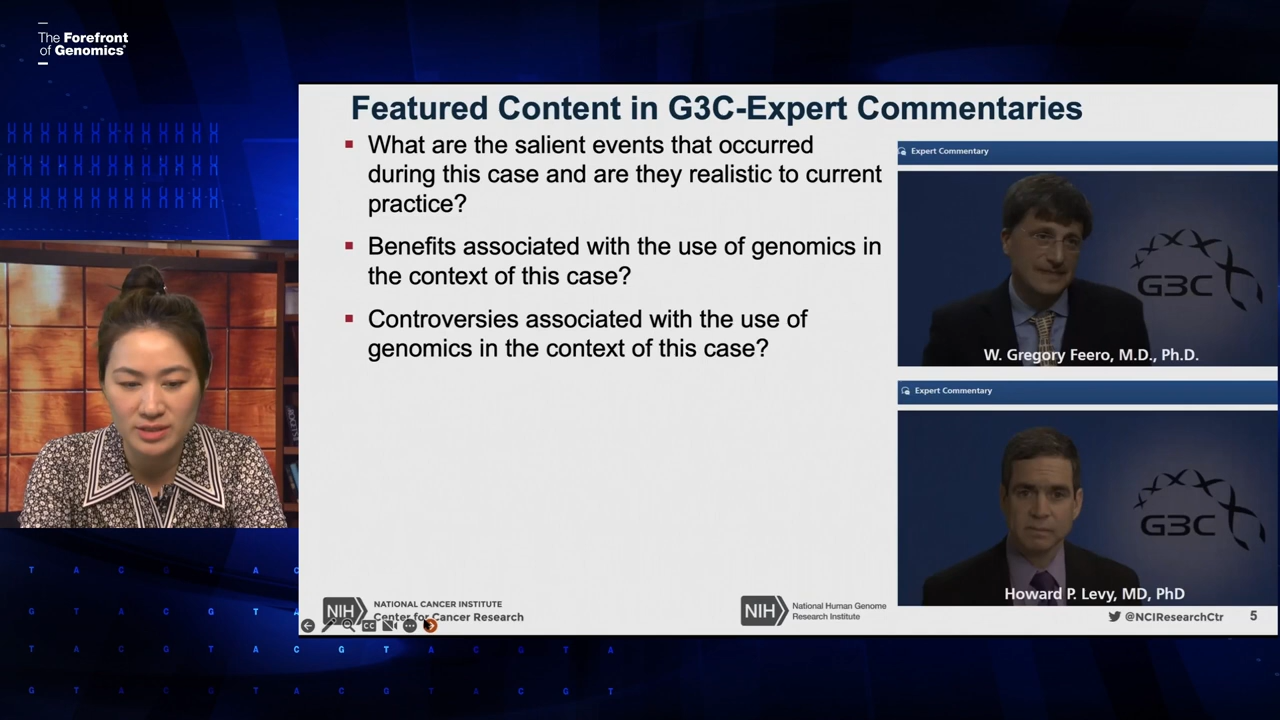 The Forefront
of Genomics®
Featured Content in G3C-Expert Commentaries
▪ What are the salient events that occurred
during this case and are they realistic to current
practice?
▪ Benefits associated with the use of genomics in
the context of this case?
▪ Controversies associated with the use of
genomics in the context of this case?
Expert Commentary
G3C
W. Gregory Feero, M.D., Ph.D.
Expert Commentary
G3C
Howard P. Levy, MD, PhD
NIH
NATIONAL CANCER INSTITUTE
Center for Cancer Research
NIH
National Human Genome
Research Institute
@NCIResearchCtr
5
CC
T A C G T A C
G T A C G T A
T A C G T A C G T A C G T A
G T A C G T A C G T A C G T